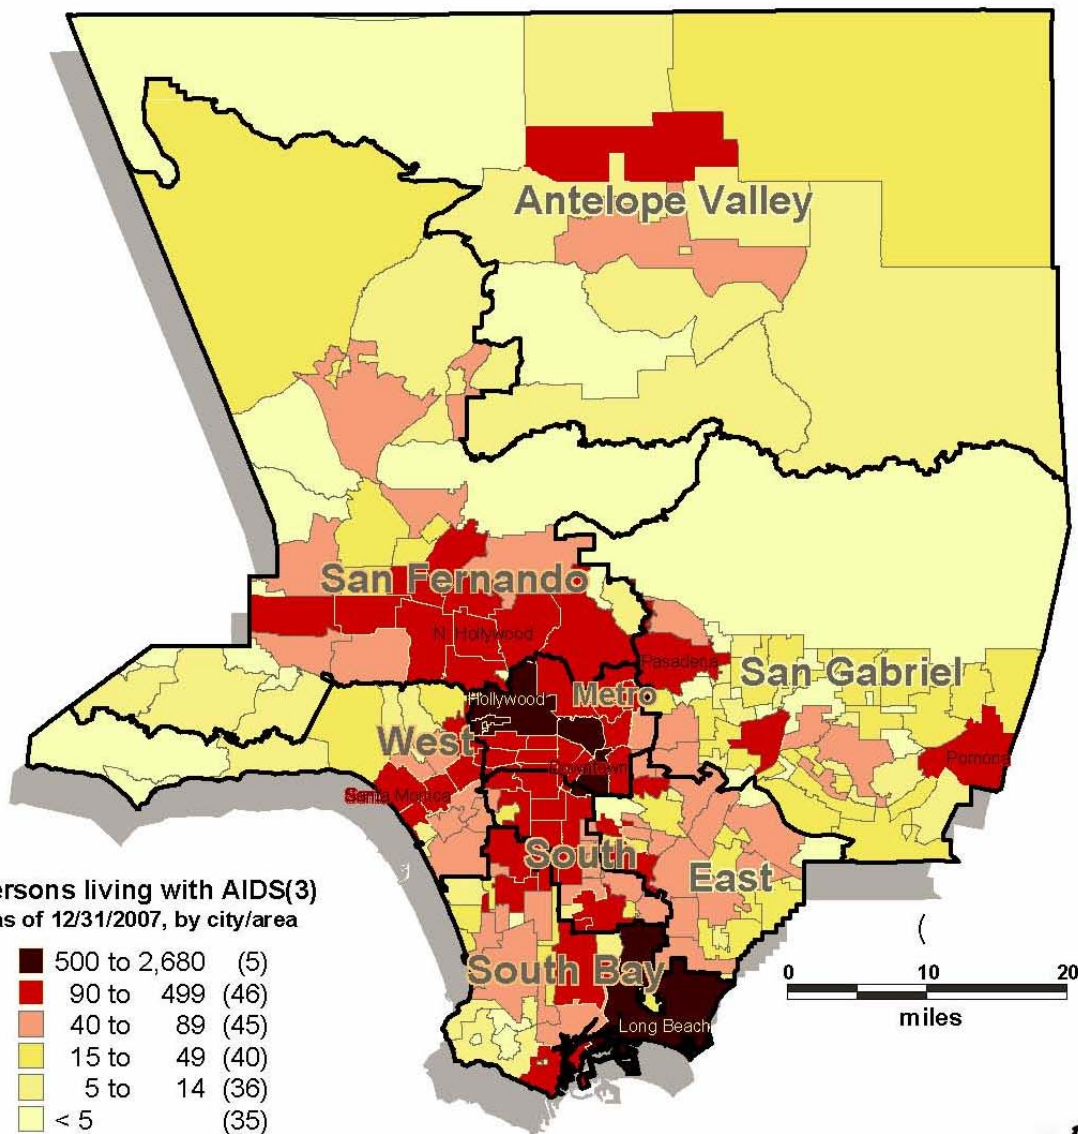 Antelope Valley
San Fernando
N. Hollywood
Pasadena
San Gabriel
Hollywood
Metro
West
Pomona
Downtown
Santa Monica
South
East
ersons living with AIDS(3)
as of 12/31/2007, by city/area
500 to 2,680 (5)
90 to 499 (46)
40 to 89 (45)
15 to 49 (40)
5 to 14 (36)
< 5 (35)
South Bay
Long Beach
(
0 10 20
miles